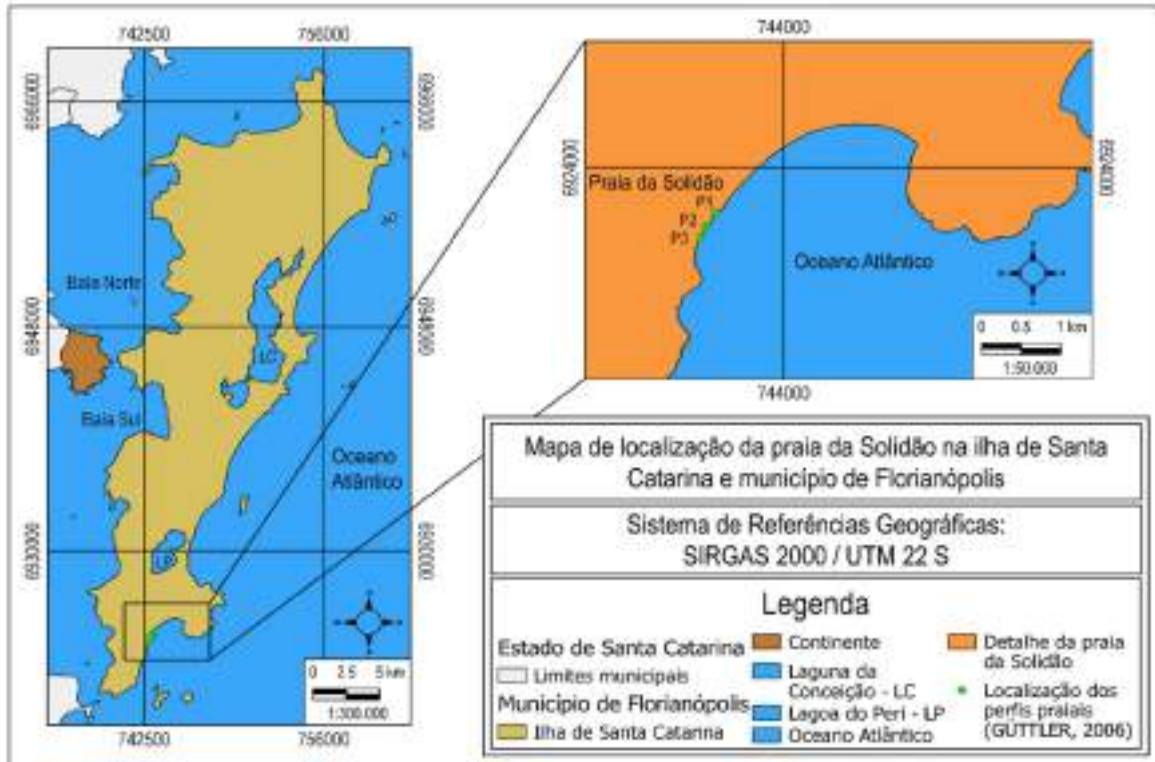 742500 756000
6966000
6966000
Baía Norte
6948000
6948000
LC
Baía Sul
Oceano
Atlântico
6930000
6930000
LP
0 2.5 5 km
1:300.000
742500 756000
744000
6924000
6924000
Praia da Solidão
P1
P2
P3
Oceano Atlântico
0 0.5 1 km
1:50.000
744000
Mapa de localização da praia da Solidão na ilha de Santa
Catarina e município de Florianópolis
Sistema de Referências Geográficas:
SIRGAS 2000 / UTM 22 S
Legenda
Estado de Santa Catarina
Limites municipais
Município de Florianópolis
Ilha de Santa Catarina
Continente
Laguna da
Conceição - LC
Lagoa do Peri - LP
Oceano Atlântico
Detalhe da praia
da Solidão
Localização dos
perfis praiais
(GÜTTLER, 2006)